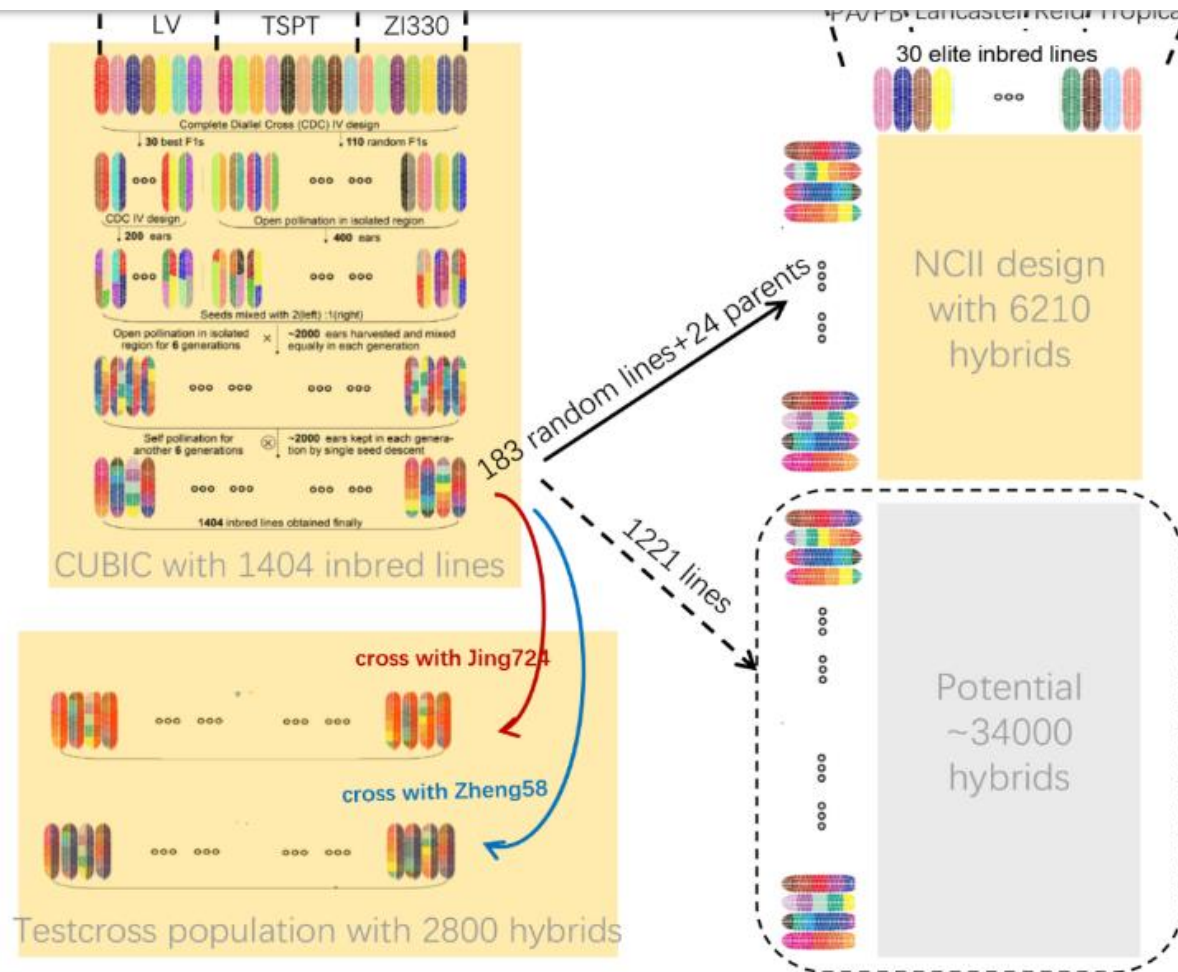 LV TSPT ZI330
Complete Diallel Cross (CDC) IV design
30 best F1s 110 random F1s
CDC IV design Open pollination in isolated region
200 ears 400 ears
Seeds mixed with 2(left) :1(right)
Open pollination in isolated ~2000 ears harvested and mixed
region for 6 generations equally in each generation
Self pollination for ~2000 ears kept in each genera-
another 6 generations tion by single seed descent
1404 inbred lines obtained finally
CUBIC with 1404 inbred lines
cross with Jing724
cross with Zheng58
Testcross population with 2800 hybrids
183 random lines+24 parents
1221 lines
PA/PB Lancaster Reid Tropica
30 elite inbred lines
NCII design
with 6210
hybrids
Potential
~34000
hybrids